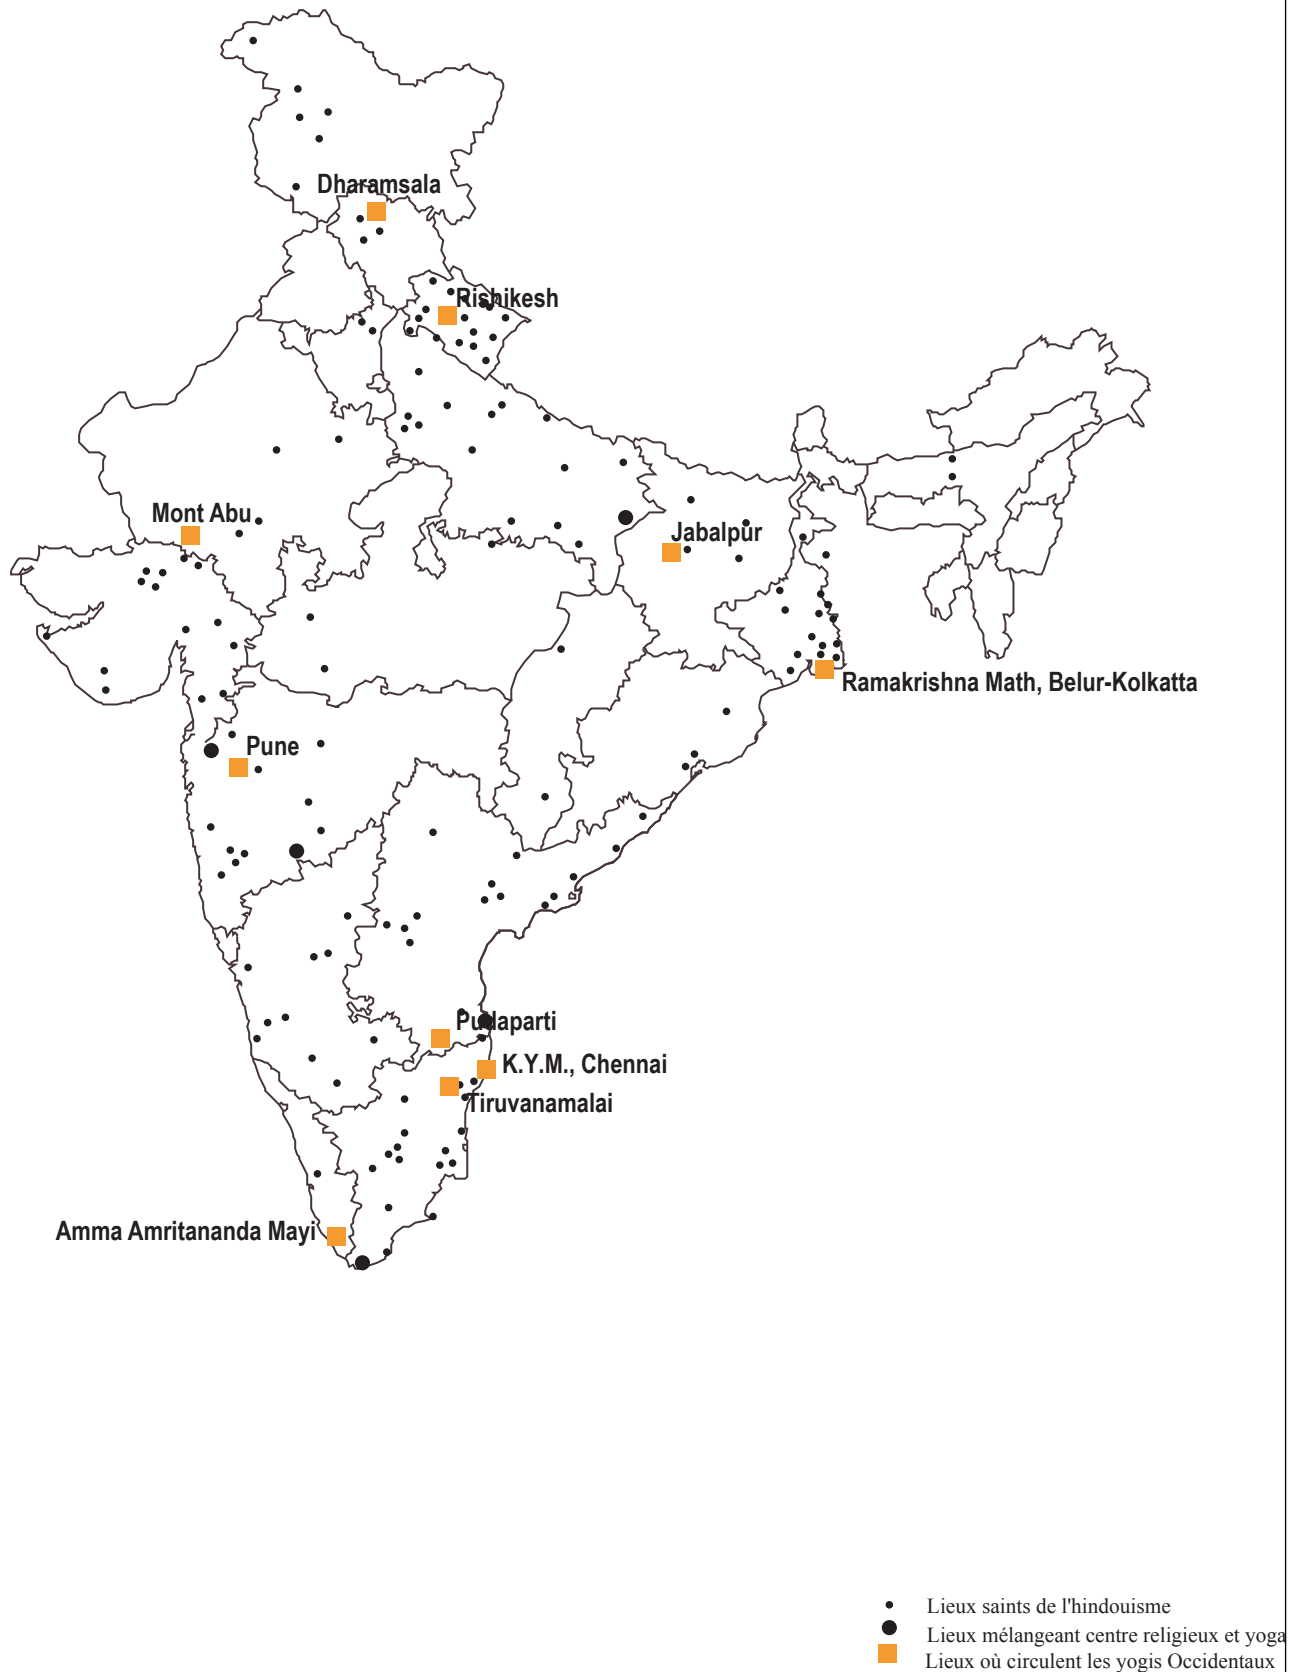 Dharamsala
Rishikesh
Mont Abu
Jabalpur
Ramakrishna Math, Belur-Kolkatta
Pune
Pudaparti
K.Y.M., Chennai
Tiruvanamalai
Amma Amritananda Mayi
Lieux saints de l'hindouisme
Lieux mélangeant centre religieux et yoga
Lieux où circulent les yogis Occidentaux